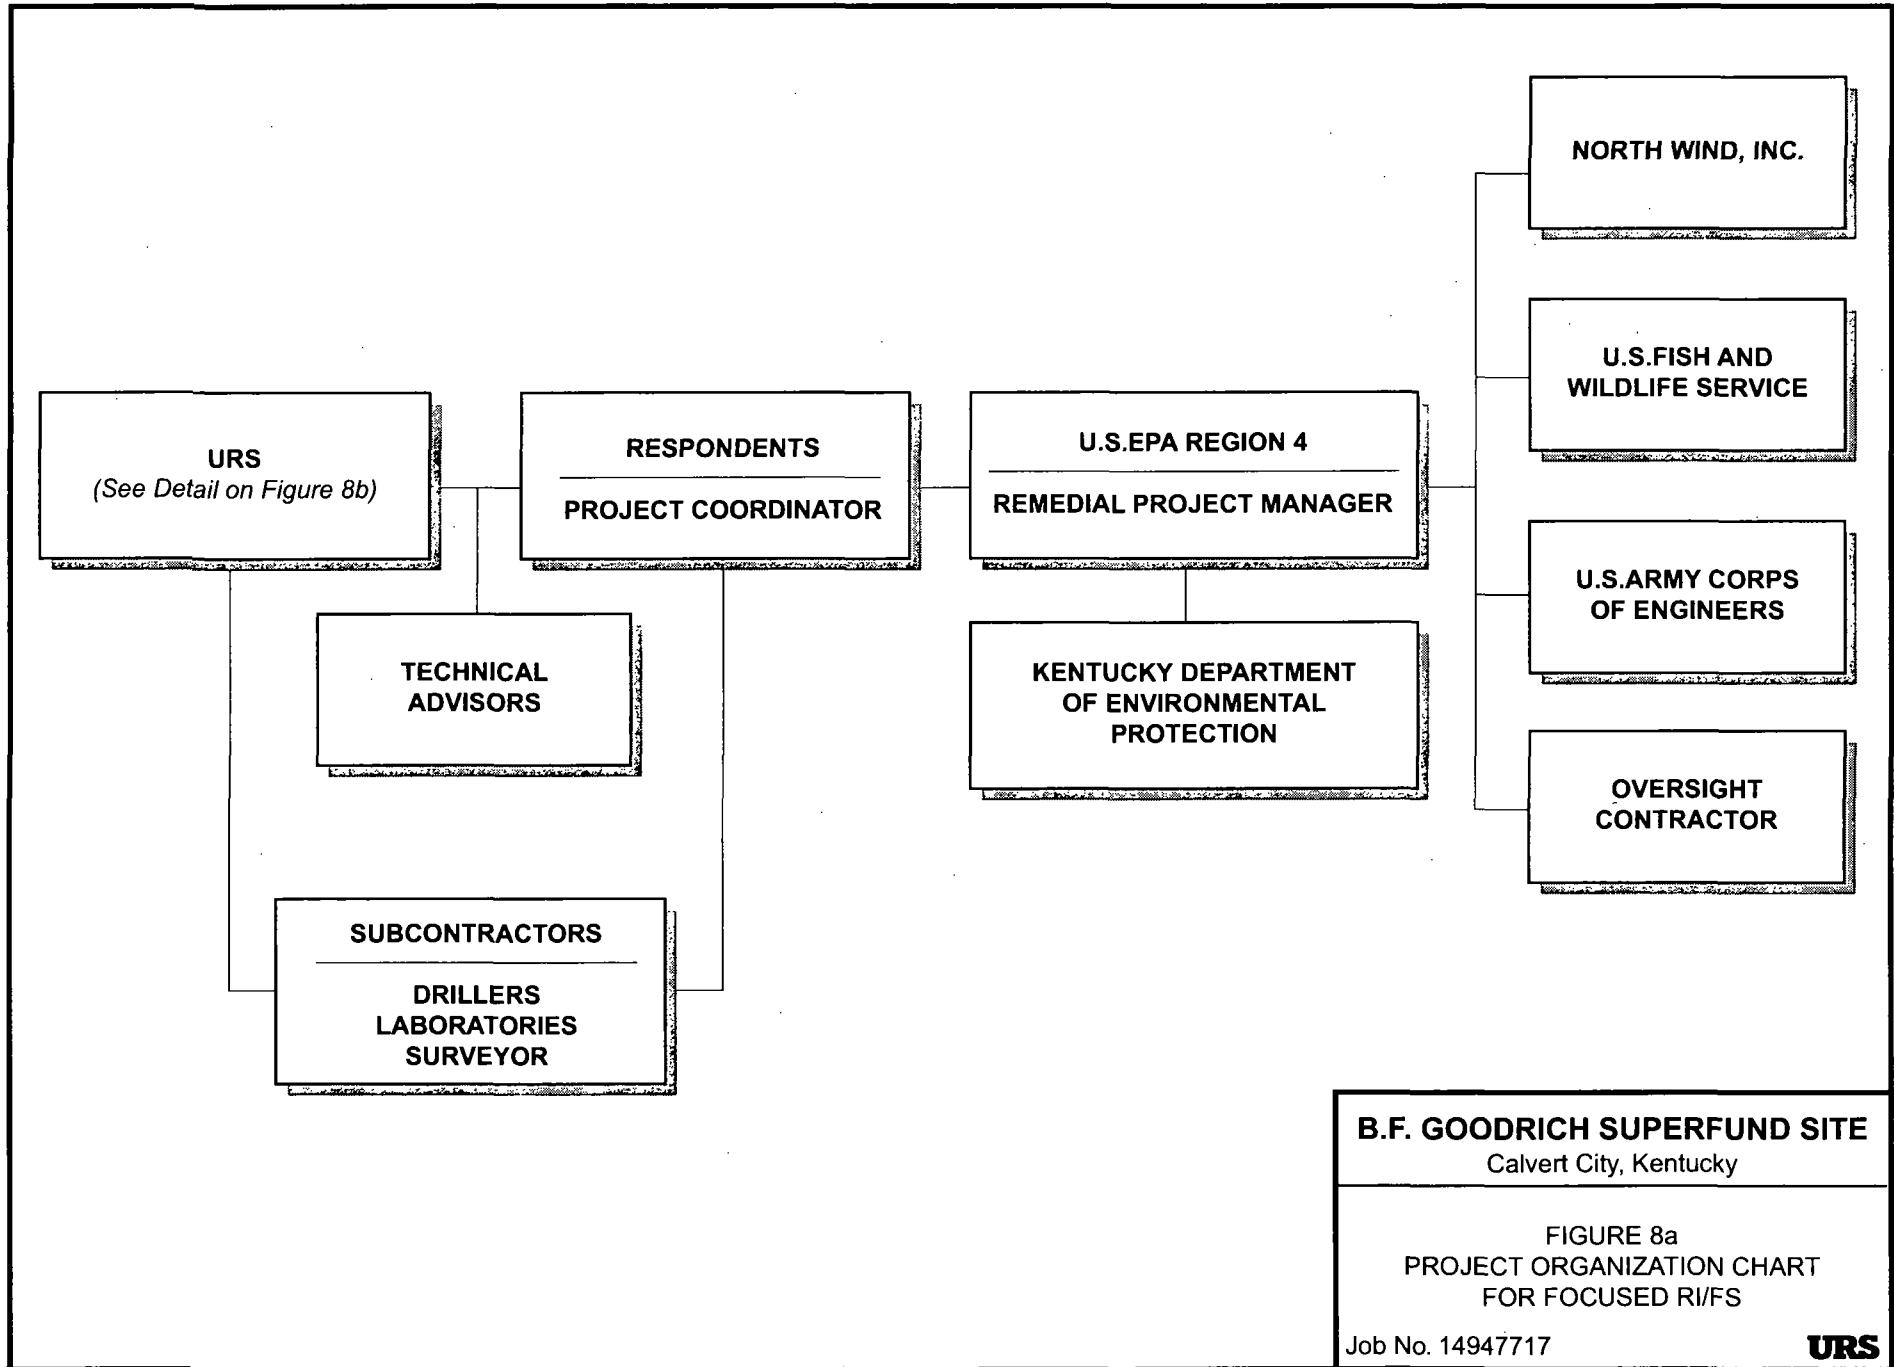 NORTH WIND, INC.
U.S.FISH AND
WILDLIFE SERVICE
URS
(See Detail on Figure 8b)
RESPONDENTS
PROJECT COORDINATOR
U.S.EPA REGION 4
REMEDIAL PROJECT MANAGER
U.S.ARMY CORPS
OF ENGINEERS
TECHNICAL
ADVISORS
KENTUCKY DEPARTMENT
OF ENVIRONMENTAL
PROTECTION
OVERSIGHT
CONTRACTOR
SUBCONTRACTORS
DRILLERS
LABORATORIES
SURVEYOR
B.F. GOODRICH SUPERFUND SITE
Calvert City, Kentucky
FIGURE 8a
PROJECT ORGANIZATION CHART
FOR FOCUSED RI/FS
Job No. 14947717
URS